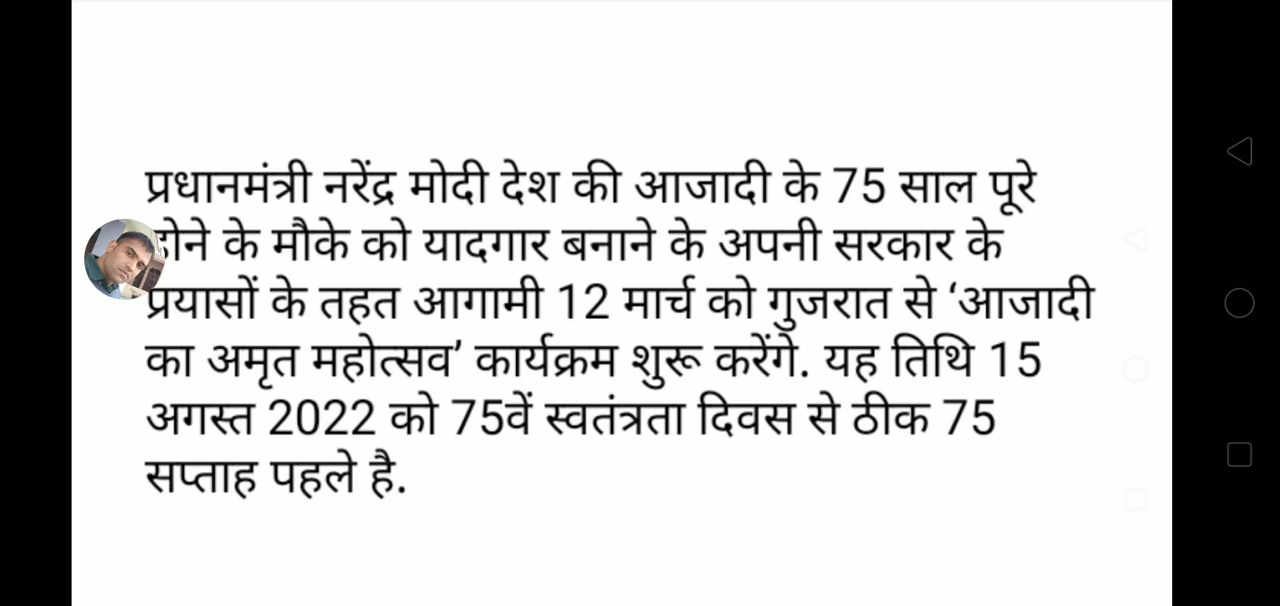 प्रधानमंत्री नरेंद्र मोदी देश की आजादी के 75 साल पूरे
होने के मौके को यादगार बनाने के अपनी सरकार के
प्रयासों के तहत आगामी 12 मार्च को गुजरात से ‘आजादी
का अमृत महोत्सव’ कार्यक्रम शुरू करेंगे. यह तिथि 15
अगस्त 2022 को 75वें स्वतंत्रता दिवस से ठीक 75
सप्ताह पहले है.